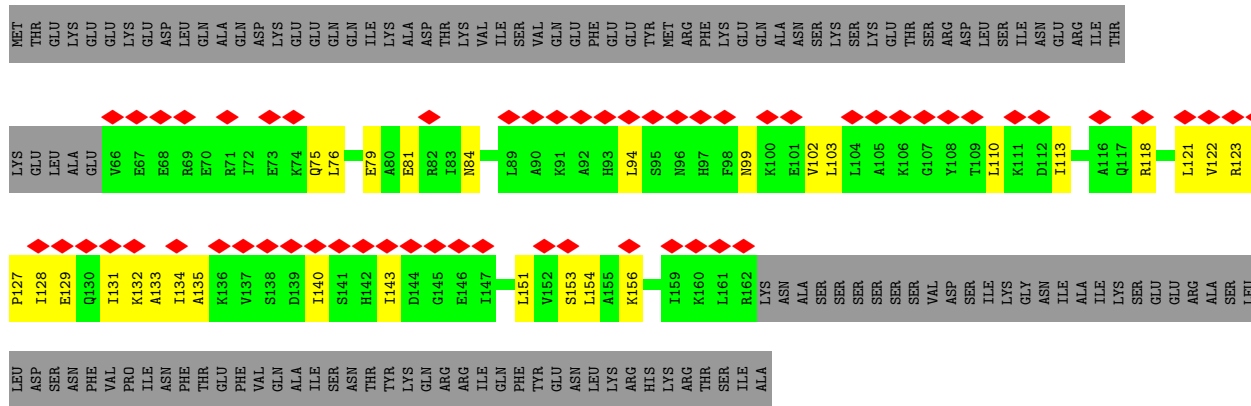 MET THR GLU LYS GLU GLU LYS GLU ASP LEU GLN ALA GLN ASP LYS GLU GLU GLN GLN ILE LYS ALA ASP THR LYS VAL ILE SER VAL GLN GLU PHE GLU GLU TYR MET ARG PHE LYS GLU GLN ALA ASN SER LYS SER LYS GLU THR SER ARG ASP LEU SER ILE ASN GLU ARG ILE THR
LYS GLU LEU ALA GLU V66 E67 E68 R69 E70 R71 I72 E73 K74 Q75 L76 E79 A80 E81 R82 I83 N84 L89 A90 K91 A92 H93 L94 S95 N96 H97 F98 N99 K100 E101 V102 L103 L104 A105 K106 G107 Y108 T109 L110 K111 D112 I113 A116 Q117 R118 L121 V122 R123
P127 I128 E129 Q130 I131 K132 A133 I134 A135 K136 V137 S138 D139 I140 S141 H142 I143 D144 G145 E146 I147 L151 V152 S153 L154 A155 K156 I159 K160 L161 R162 LYS ASN ALA SER SER SER SER SER SER VAL ASP SER ILE LYS GLY ASN ILE ALA ILE LYS SER GLU GLU ARG ALA SER LEU
LEU ASP SER ASN PHE VAL PRO ILE ASN PHE THR GLU PHE VAL GLN ALA ILE SER ASN THR TYR LYS GLN ARG ARG ILE GLN PHE TYR GLU ASN LEU LYS ARG HIS LYS ARG THR SER ILE ALA